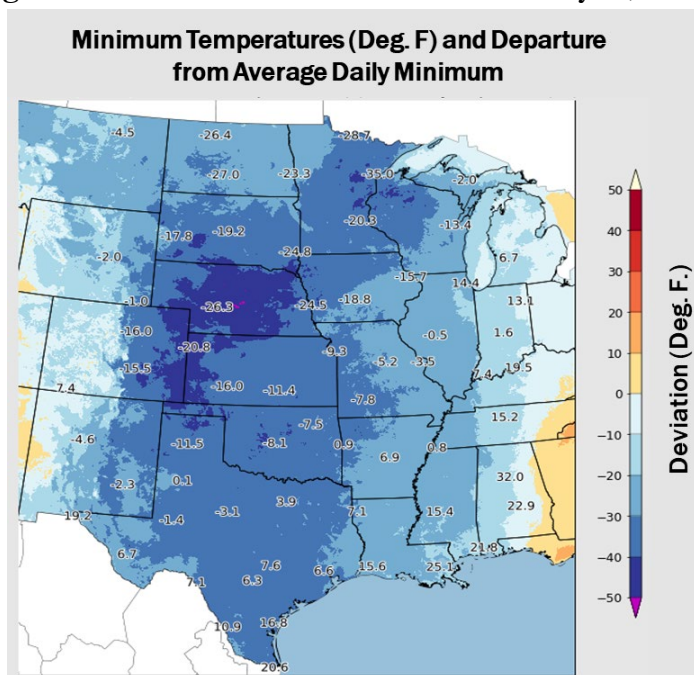 Minimum Temperatures (Deg. F) and Departure
from Average Daily Minimum
-4.5 -26.4 -28.7
-27.0 -23.3 -35.0 -2.0
-17.8 -19.2 -20.3 -13.4
-2.0 -24.8 6.7
-1.0 -26.3 -24.5 -18.8 -15.7 14.4 13.1
-16.0 -20.8 -9.3 -0.5 1.6
-15.5 -16.0 -11.4 5.2 3.5 7.4 19.5
7.4 -7.8
-4.6 -11.5 -8.1 -7.5 0.9 6.9 0.8 15.2
-2.3 0.1 3.9 32.0
19.2 -1.4 -3.1 7.1 15.4 22.9
6.7 7.1 7.6 6.3 6.6 15.6 25.1 21.8
10.9 16.8
20.6
50
40
30
20
10
0
−10
−20
−30
−40
−50
Deviation (Deg. F.)